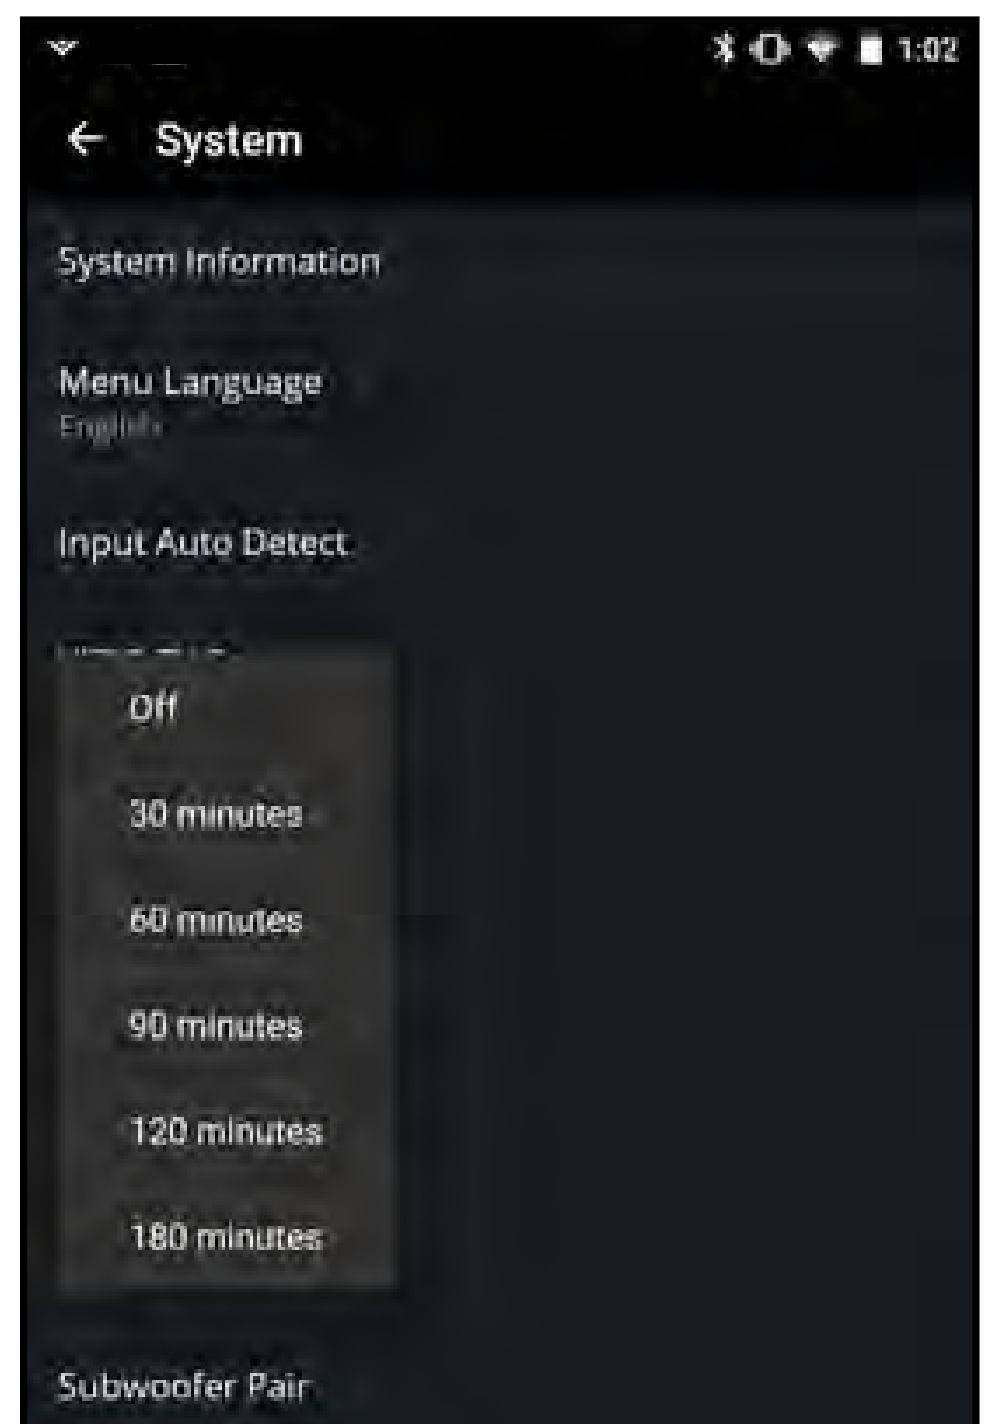 1:02
System
System Information
Menu Language
English
Input Auto Detect
Off
30 minutes
60 minutes
90 minutes
120 minutes
180 minutes
Subwoofer Pair